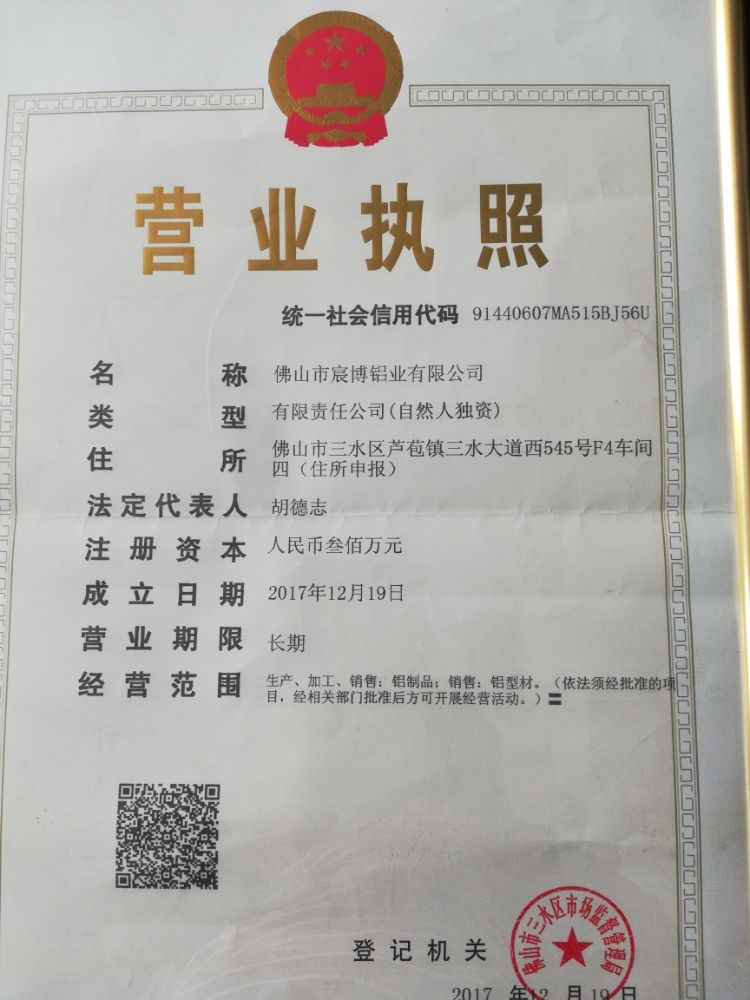 营业执照
统一社会信用代码 91440607MA515BJ56U
名称 佛山市宸博铝业有限公司
类型 有限责任公司(自然人独资)
住所 佛山市三水区芦苞镇三水大道西545号F4车间
四（住所申报）
法定代表人 胡德志
注册资本 人民币叁佰万元
成立日期 2017年12月19日
营业期限 长期
经营范围 生产、加工、销售：铝制品；销售：铝型材。（依法须经批准的项
目，经相关部门批准后方可开展经营活动。）〓
佛山市三水区市场监督管理局
登记机关
2017 年12 月 19 日